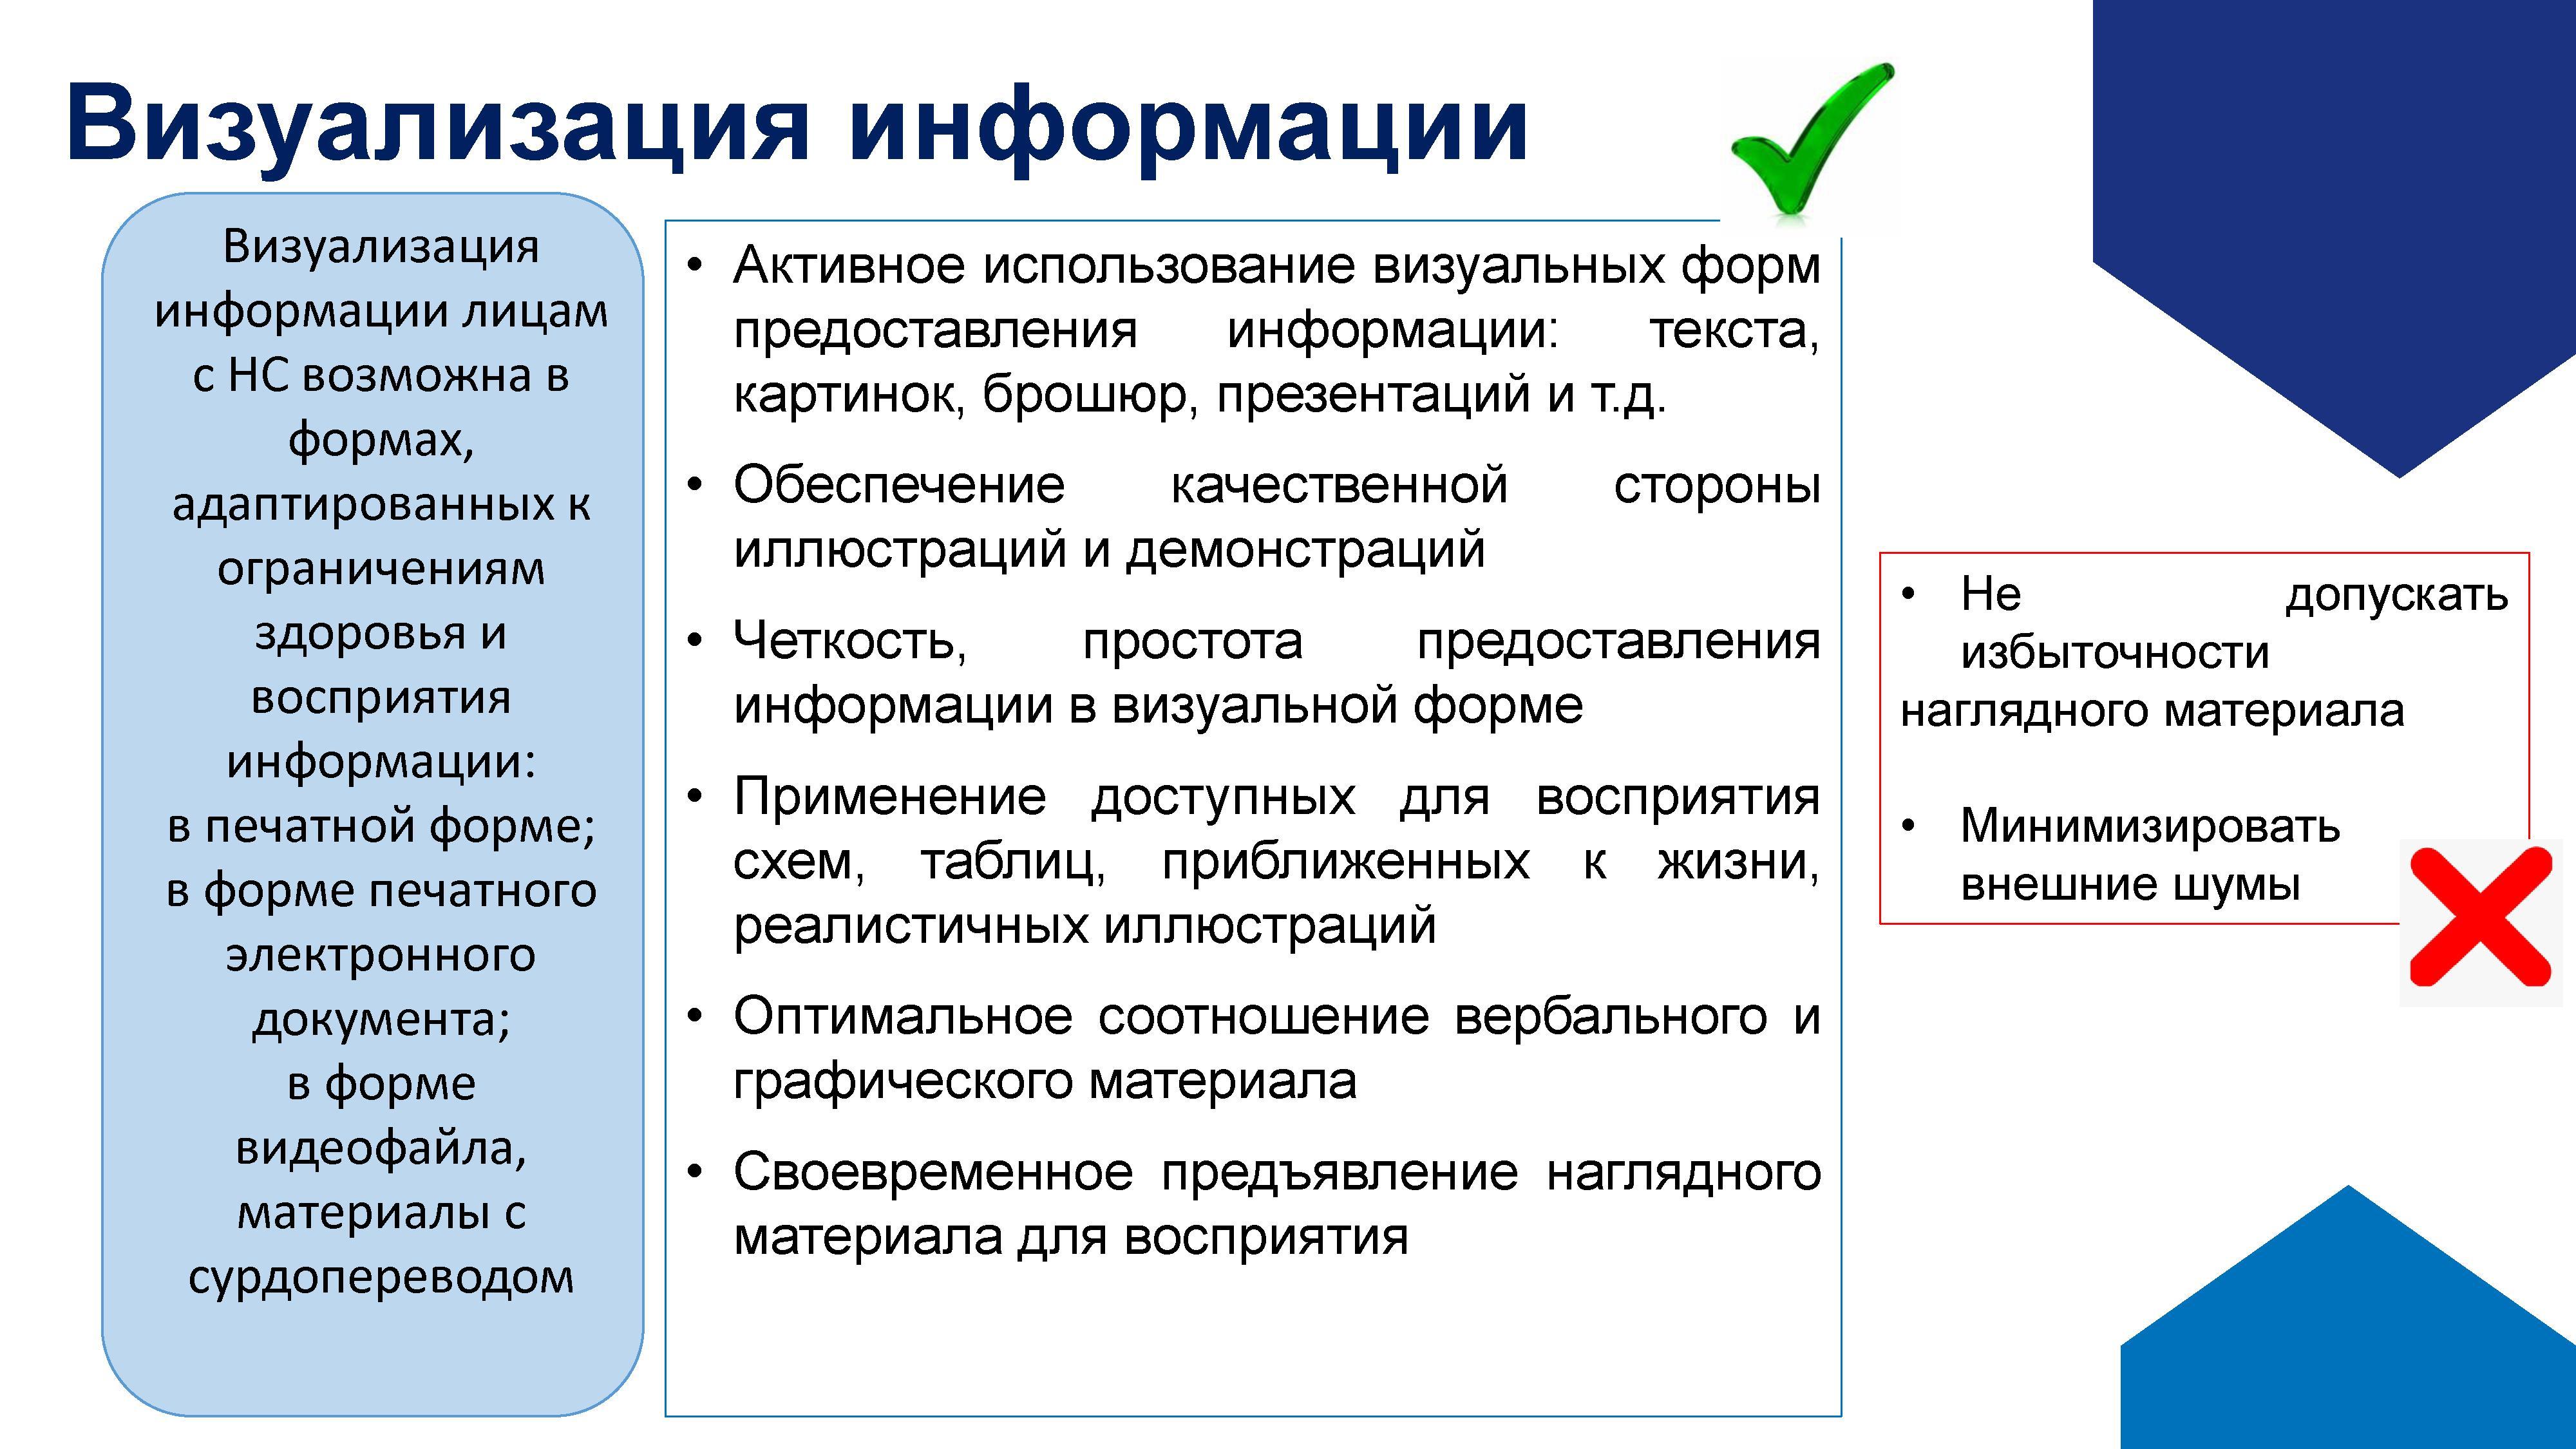 Визуализация информации
Визуализация
информации лицам
с НС возможна в
формах,
адаптированных к
ограничениям
здоровья и
восприятия
информации:
в печатной форме;
в форме печатного
электронного
документа;
в форме
видеофайла,
материалы с
сурдопереводом
• Активное использование визуальных форм
предоставления информации: текста,
картинок, брошюр, презентаций и т.д.
• Обеспечение качественной стороны
иллюстраций и демонстраций
• Четкость, простота предоставления
информации в визуальной форме
• Применение доступных для восприятия
схем, таблиц, приближенных к жизни,
реалистичных иллюстраций
• Оптимальное соотношение вербального и
графического материала
• Своевременное предъявление наглядного
материала для восприятия
• Не допускать
избыточности
наглядного материала
• Минимизировать
внешние шумы